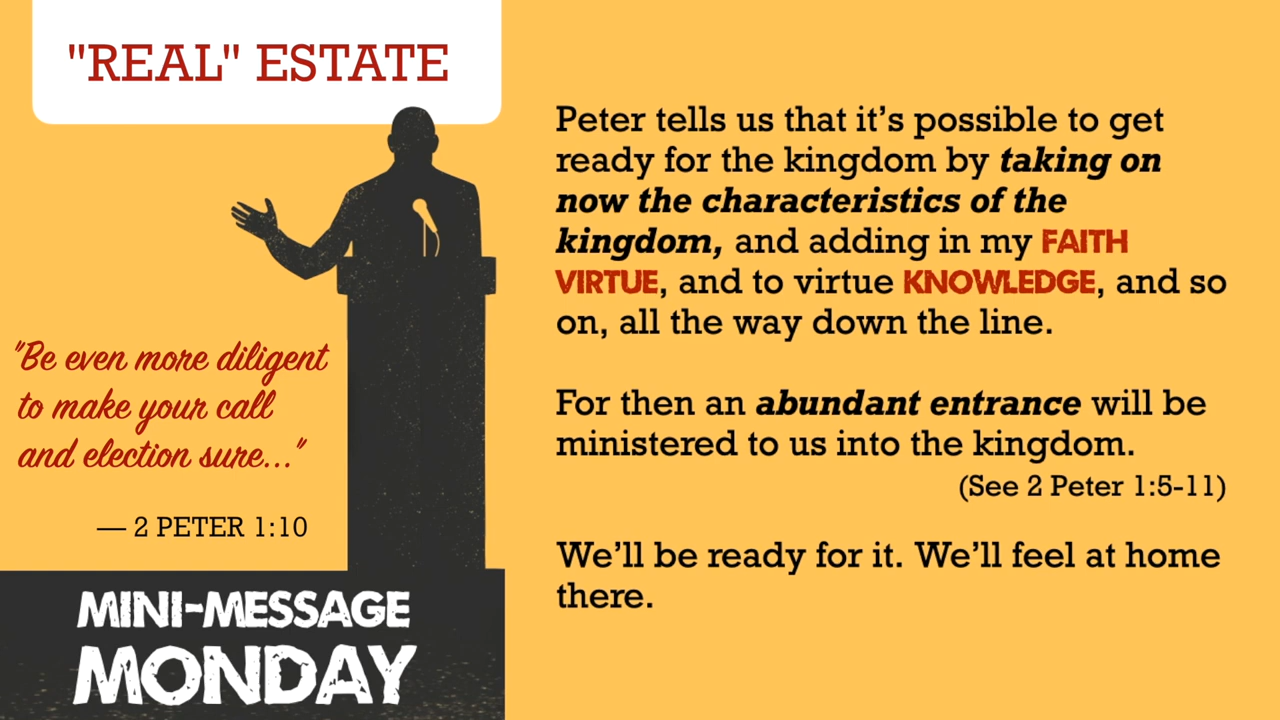 "REAL" ESTATE
"Be even more diligent
to make your call
and election sure..."
— 2 PETER 1:10
MINI-MESSAGE
MONDAY
Peter tells us that it’s possible to get
ready for the kingdom by taking on
now the characteristics of the
kingdom, and adding in my FAITH
VIRTUE, and to virtue KNOWLEDGE, and so
on, all the way down the line.
For then an abundant entrance will be
ministered to us into the kingdom.
(See 2 Peter 1:5-11)
We’ll be ready for it. We’ll feel at home
there.